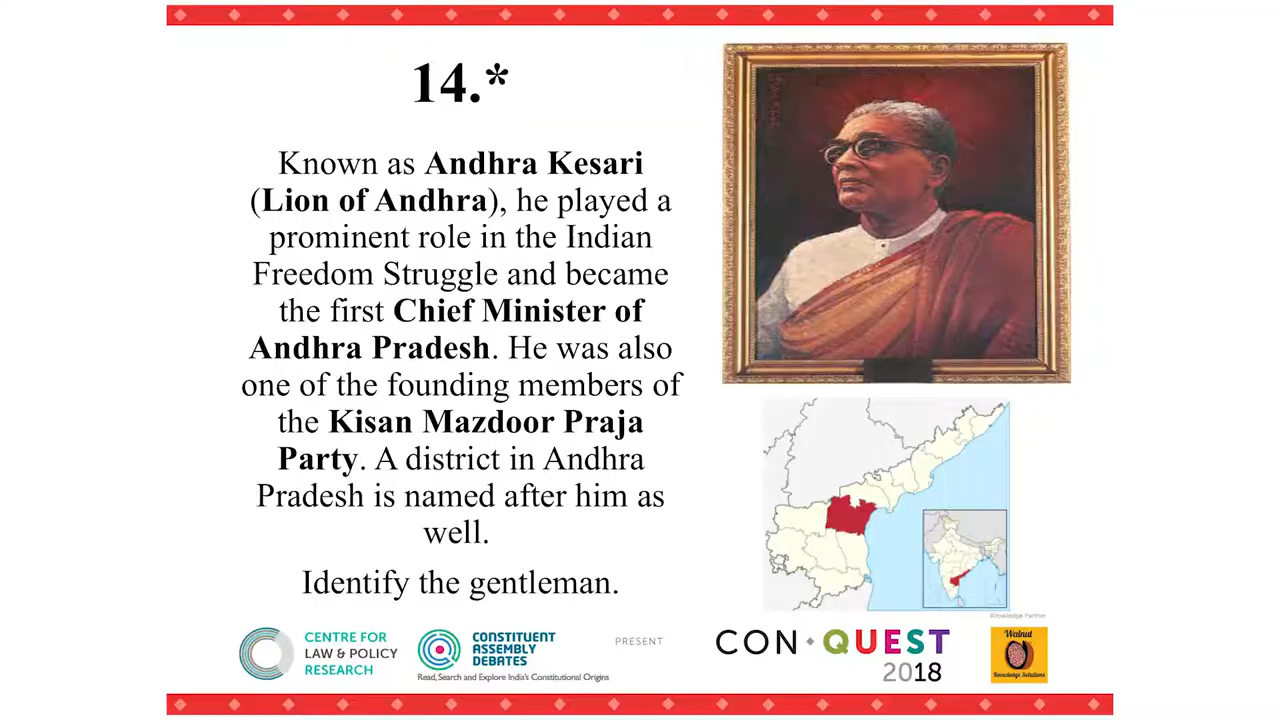 14.*
Known as Andhra Kesari
(Lion of Andhra), he played a
prominent role in the Indian
Freedom Struggle and became
the first Chief Minister of
Andhra Pradesh. He was also
one of the founding members of
the Kisan Mazdoor Praja
Party. A district in Andhra
Pradesh is named after him as
well.
Identify the gentleman.
Knowledge Partner
CENTRE FOR
LAW & POLICY
RESEARCH
CONSTITUENT
ASSEMBLY
DEBATES
Read, Search and Explore India's Constitutional Origins
PRESENT
CON QUEST
2018
Walnut
Knowledge Solutions